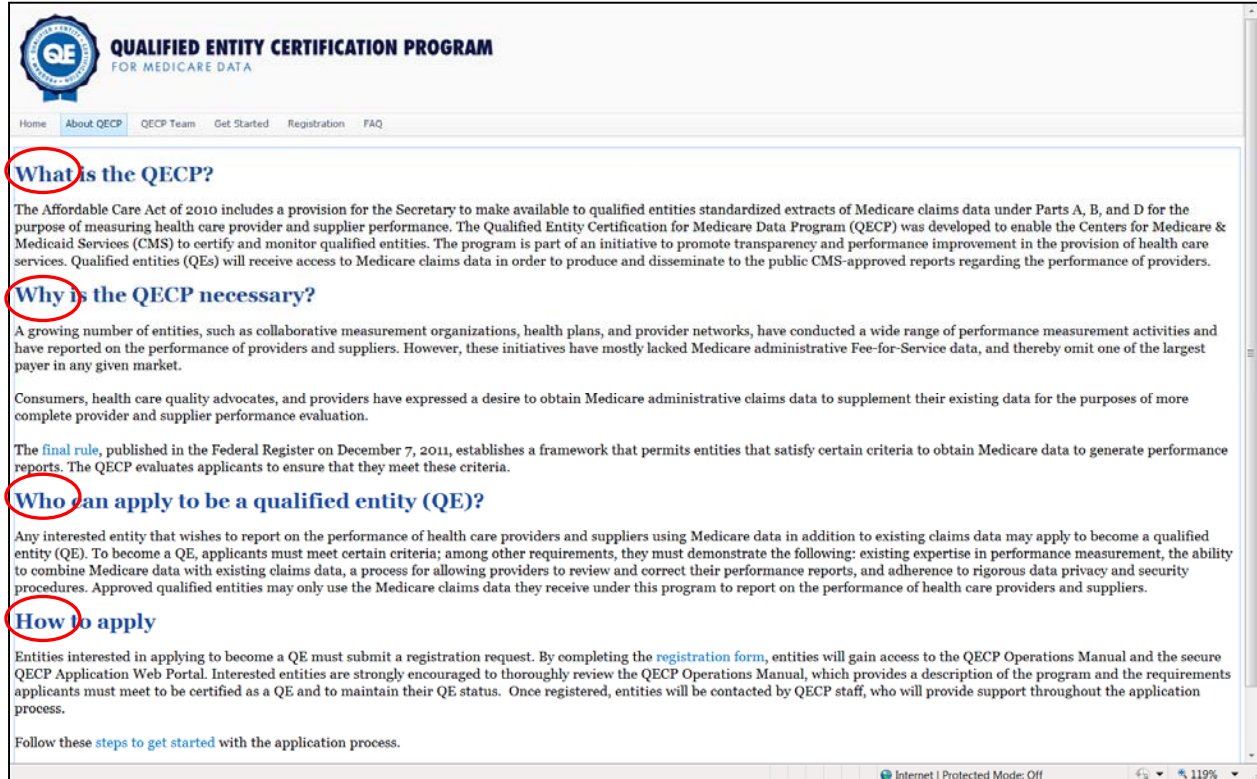 QUALIFIED ENTITY CERTIFICATION PROGRAM
QE
QUALIFIED ENTITY CERTIFICATION PROGRAM
FOR MEDICARE DATA
Home About QECP QECP Team Get Started Registration FAQ
What is the QECP?
The Affordable Care Act of 2010 includes a provision for the Secretary to make available to qualified entities standardized extracts of Medicare claims data under Parts A, B, and D for the
purpose of measuring health care provider and supplier performance. The Qualified Entity Certification for Medicare Data Program (QECP) was developed to enable the Centers for Medicare &
Medicaid Services (CMS) to certify and monitor qualified entities. The program is part of an initiative to promote transparency and performance improvement in the provision of health care
services. Qualified entities (QEs) will receive access to Medicare claims data in order to produce and disseminate to the public CMS-approved reports regarding the performance of providers.
Why is the QECP necessary?
A growing number of entities, such as collaborative measurement organizations, health plans, and provider networks, have conducted a wide range of performance measurement activities and
have reported on the performance of providers and suppliers. However, these initiatives have mostly lacked Medicare administrative Fee-for-Service data, and thereby omit one of the largest
payer in any given market.
Consumers, health care quality advocates, and providers have expressed a desire to obtain Medicare administrative claims data to supplement their existing data for the purposes of more
complete provider and supplier performance evaluation.
The final rule, published in the Federal Register on December 7, 2011, establishes a framework that permits entities that satisfy certain criteria to obtain Medicare data to generate performance
reports. The QECP evaluates applicants to ensure that they meet these criteria.
Who can apply to be a qualified entity (QE)?
Any interested entity that wishes to report on the performance of health care providers and suppliers using Medicare data in addition to existing claims data may apply to become a qualified
entity (QE). To become a QE, applicants must meet certain criteria; among other requirements, they must demonstrate the following: existing expertise in performance measurement, the ability
to combine Medicare data with existing claims data, a process for allowing providers to review and correct their performance reports, and adherence to rigorous data privacy and security
procedures. Approved qualified entities may only use the Medicare claims data they receive under this program to report on the performance of health care providers and suppliers.
How to apply
Entities interested in applying to become a QE must submit a registration request. By completing the registration form, entities will gain access to the QECP Operations Manual and the secure
QECP Application Web Portal. Interested entities are strongly encouraged to thoroughly review the QECP Operations Manual, which provides a description of the program and the requirements
applicants must meet to be certified as a QE and to maintain their QE status. Once registered, entities will be contacted by QECP staff, who will provide support throughout the application
process.
Follow these steps to get started with the application process.
Internet | Protected Mode: Off 119%